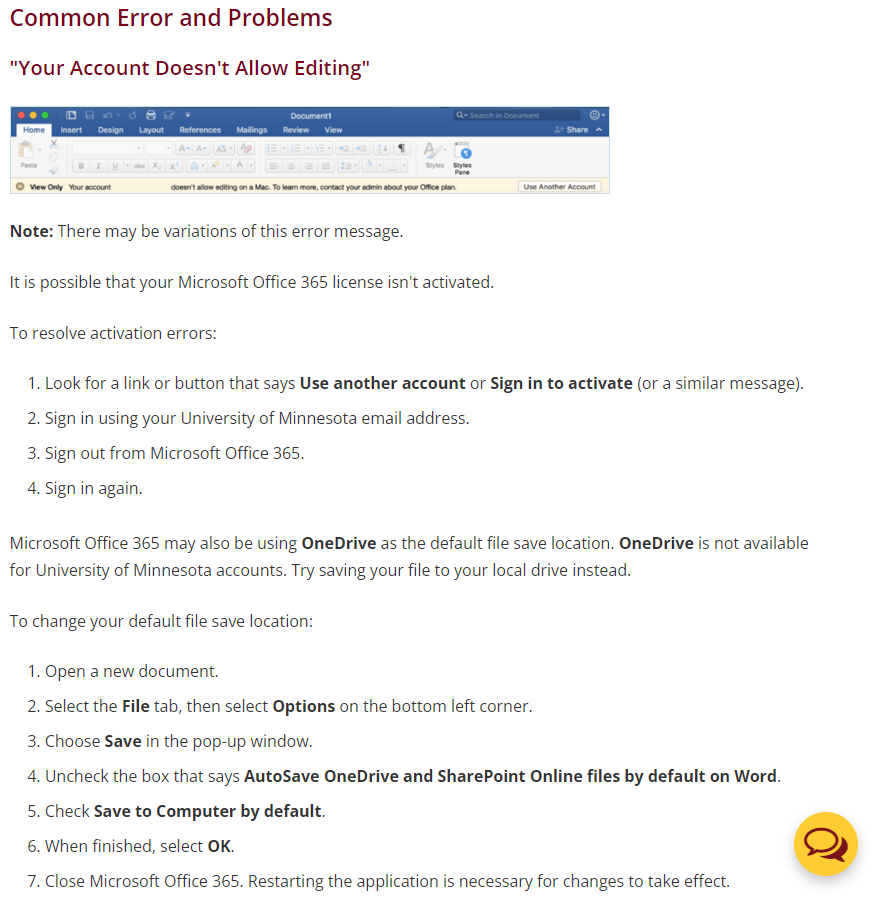 Common Error and Problems
"Your Account Doesn't Allow Editing"
Document1
Search in Document
Home Insert Design Layout References Mailings Review View
Share
Paste
B I U abc X₂ X²
A A Aa
A
¶
Styles Styles Pane
View Only Your account doesn't allow editing on a Mac. To learn more, contact your admin about your Office plan. Use Another Account
Note: There may be variations of this error message.
It is possible that your Microsoft Office 365 license isn't activated.
To resolve activation errors:
1. Look for a link or button that says Use another account or Sign in to activate (or a similar message).
2. Sign in using your University of Minnesota email address.
3. Sign out from Microsoft Office 365.
4. Sign in again.
Microsoft Office 365 may also be using OneDrive as the default file save location. OneDrive is not available
for University of Minnesota accounts. Try saving your file to your local drive instead.
To change your default file save location:
1. Open a new document.
2. Select the File tab, then select Options on the bottom left corner.
3. Choose Save in the pop-up window.
4. Uncheck the box that says AutoSave OneDrive and SharePoint Online files by default on Word.
5. Check Save to Computer by default.
6. When finished, select OK.
7. Close Microsoft Office 365. Restarting the application is necessary for changes to take effect.